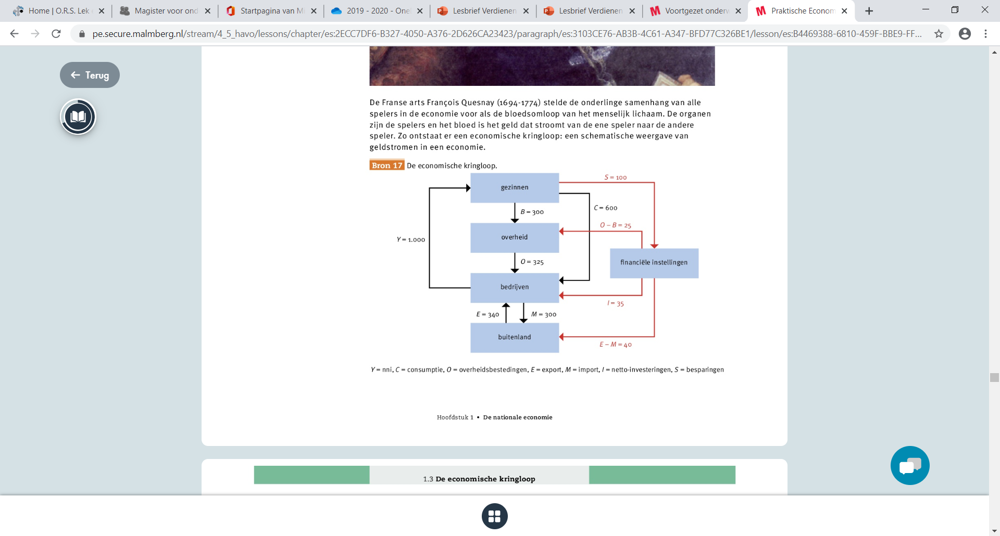 Home | O.R.S. Lek
Magister voor ond
Startpagina van Mi
2019 - 2020 - One
Lesbrief Verdienen
Lesbrief Verdienen
Voortgezet onderw
Praktische Econom
pe.secure.malmberg.nl/stream/4_5_havo/lessons/chapter/es:2ECC7DF6-B327-4050-A376-2D626CA23423/paragraph/es:3103CE76-AB3B-4C61-A347-BFD77C326BE1/lesson/es:B4469388-6810-459F-BBE9-FF...
Terug
De Franse arts François Quesnay (1694-1774) stelde de onderlinge samenhang van alle
spelers in de economie voor als de bloedsomloop van het menselijk lichaam. De organen
zijn de spelers en het bloed is het geld dat stroomt van de ene speler naar de andere
speler. Zo ontstaat er een economische kringloop: een schematische weergave van
geldstromen in een economie.
Bron 17 De economische kringloop.
S = 100
gezinnen
C = 600
B = 300
O – B = 25
overheid
Y = 1.000
O = 325
financiële instellingen
bedrijven
I = 35
E = 340
M = 300
buitenland
E – M = 40
Y = nni, C = consumptie, O = overheidsbestedingen, E = export, M = import, I = netto-investeringen, S = besparingen
Hoofdstuk 1 • De nationale economie
1.3 De economische kringloop